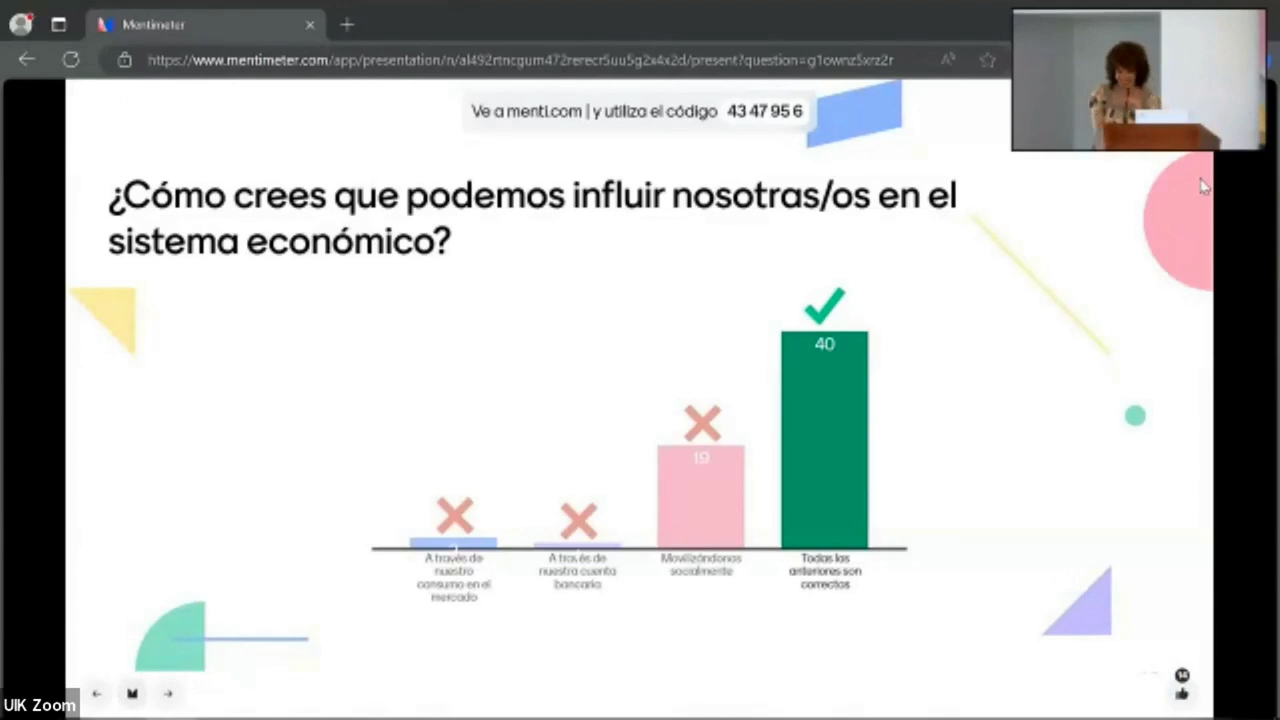 Mentimeter
https://www.mentimeter.com/app/presentation/n/al492rtncgum472rerecr5uu5g2x4x2d/present?question=g1ownz5xrz2r
Ve a menti.com | y utiliza el código 43 47 95 6
¿Cómo crees que podemos influir nosotras/os en el
sistema económico?
40
19
A través de
nuestro
consumo en el
mercado
A través de
nuestra cuenta
bancaria
Movilizándonos
socialmente
Todas las
anteriores son
correctas
14
UIK Zoom